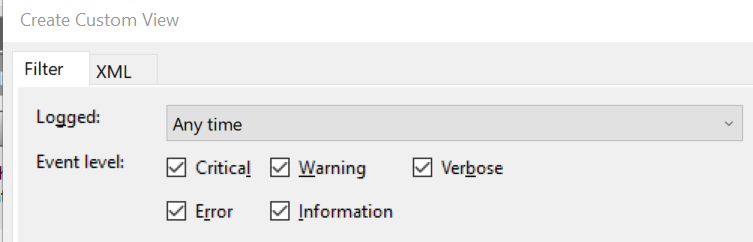 Create Custom View
Filter XML
Logged: Any time
Event level: Critical Warning Verbose
Error Information